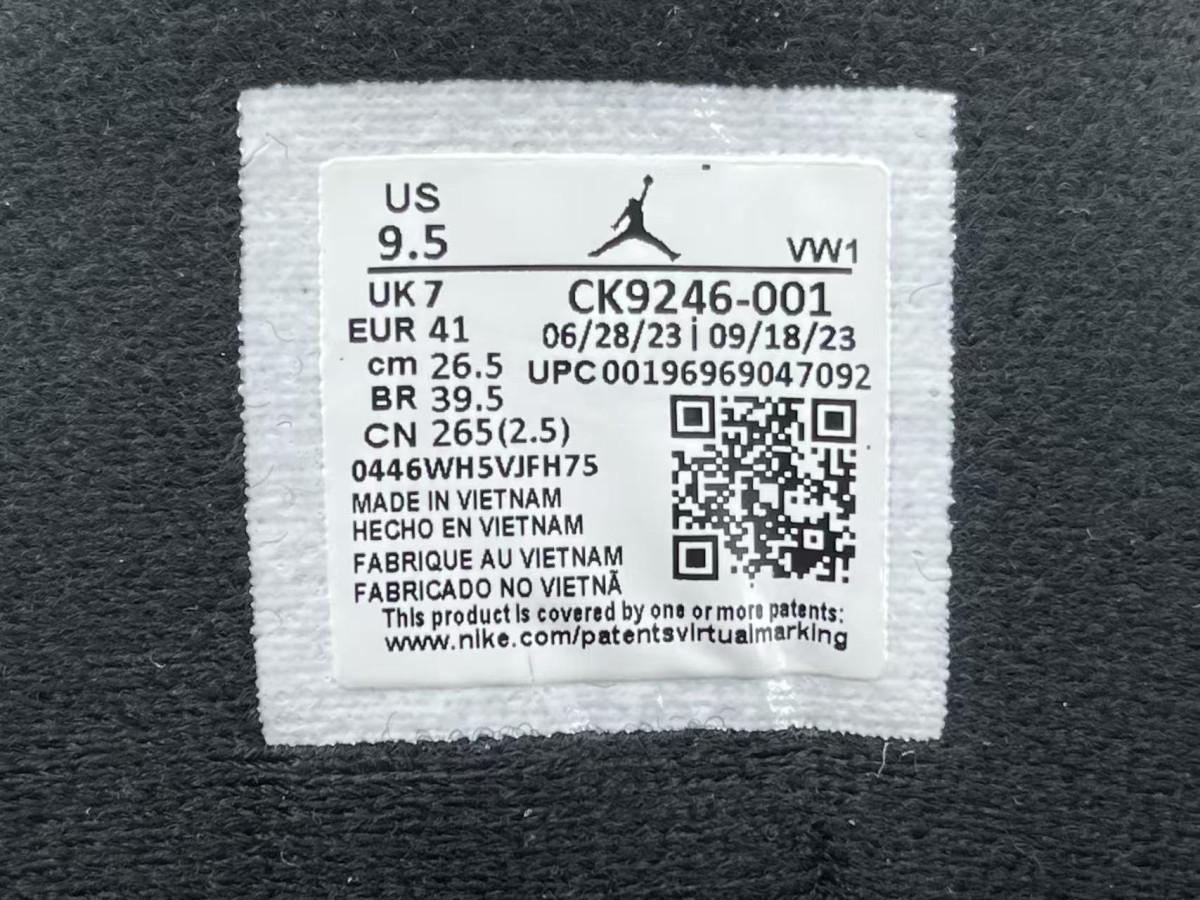 US
9.5
VW1
UK 7
CK9246-001
EUR 41
06/28/23 | 09/18/23
cm 26.5
UPC 00196969047092
BR 39.5
CN 265(2.5)
0446WH5VJFH75
MADE IN VIETNAM
HECHO EN VIETNAM
FABRIQUE AU VIETNAM
FABRICADO NO VIETNÃ
This product is covered by one or more patents:
www.nike.com/patentsvirtualmarking